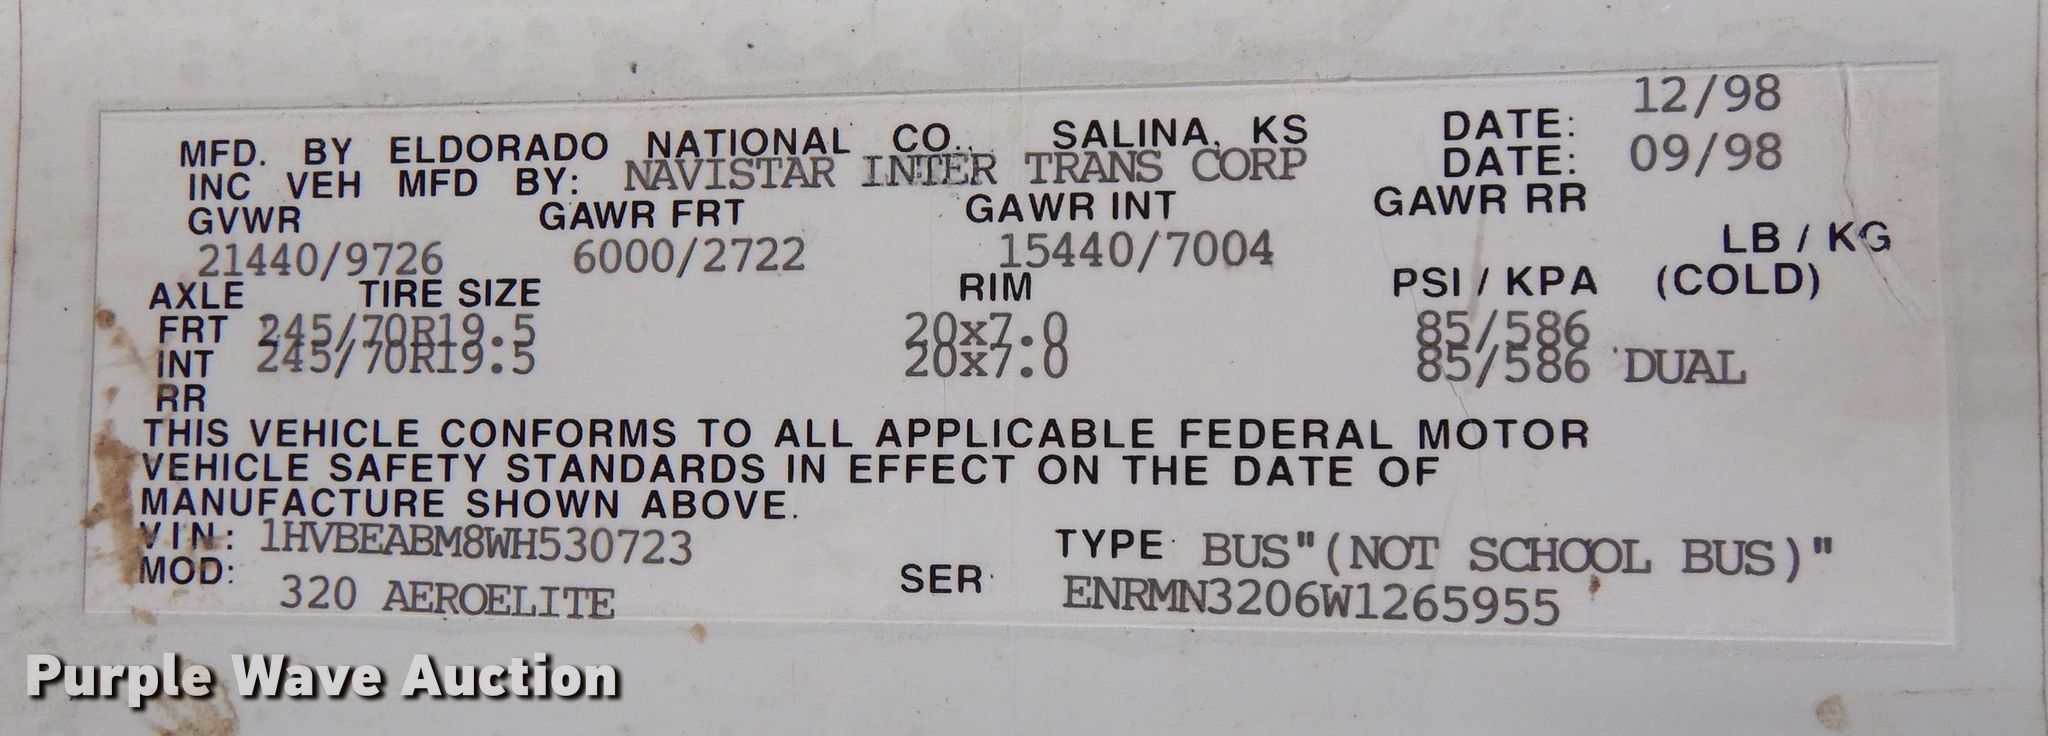 MFD. BY ELDORADO NATIONAL CO., SALINA, KS DATE: 12/98
INC VEH MFD BY: NAVISTAR INTER TRANS CORP DATE: 09/98
GVWR GAWR FRT GAWR INT GAWR RR
21440/9726 6000/2722 15440/7004 LB / KG
AXLE TIRE SIZE RIM PSI / KPA (COLD)
FRT 245/70R19.5 20x7.0 85/586
INT 245/70R19.5 20x7.0 85/586 DUAL
RR
THIS VEHICLE CONFORMS TO ALL APPLICABLE FEDERAL MOTOR
VEHICLE SAFETY STANDARDS IN EFFECT ON THE DATE OF
MANUFACTURE SHOWN ABOVE.
VIN: 1HVBEABM8WH530723 TYPE BUS"(NOT SCHOOL BUS)"
MOD: 320 AEROELITE SER ENRMN3206W1265955
Purple Wave Auction